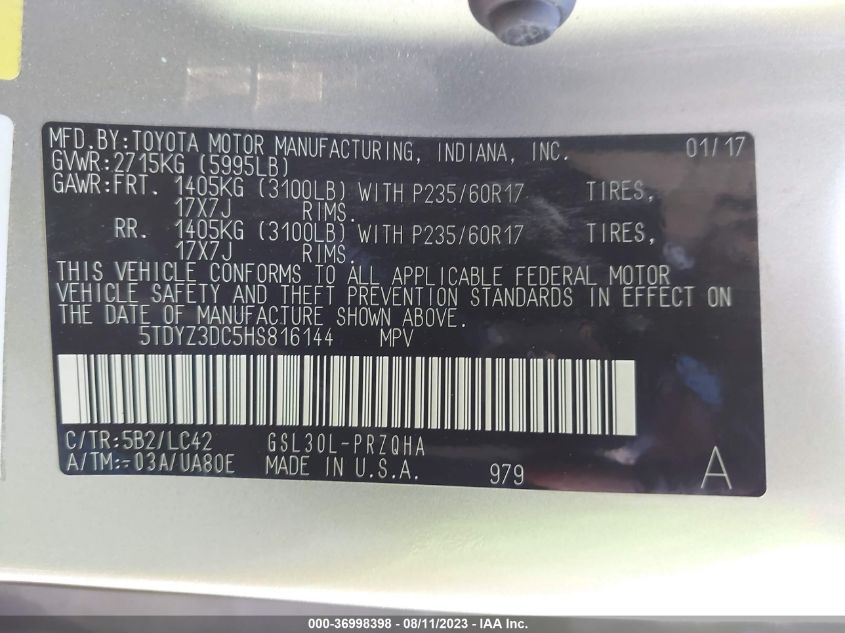 MFD.BY:TOYOTA MOTOR MANUFACTURING, INDIANA, INC. 01/17
GVWR:2715KG (5995LB)
GAWR:FRT. 1405KG (3100LB) WITH P235/60R17 TIRES,
17X7J RIMS.
RR. 1405KG (3100LB) WITH P235/60R17 TIRES,
17X7J RIMS.
THIS VEHICLE CONFORMS TO ALL APPLICABLE FEDERAL MOTOR
VEHICLE SAFETY AND THEFT PREVENTION STANDARDS IN EFFECT ON
THE DATE OF MANUFACTURE SHOWN ABOVE.
5TDYZ3DC5HS816144 MPV
C/TR:5B2/LC42 GSL30L-PRZQHA
A/TM:-03A/UA80E MADE IN U.S.A. 979 A
000-36998398 - 08/11/2023 - IAA Inc.